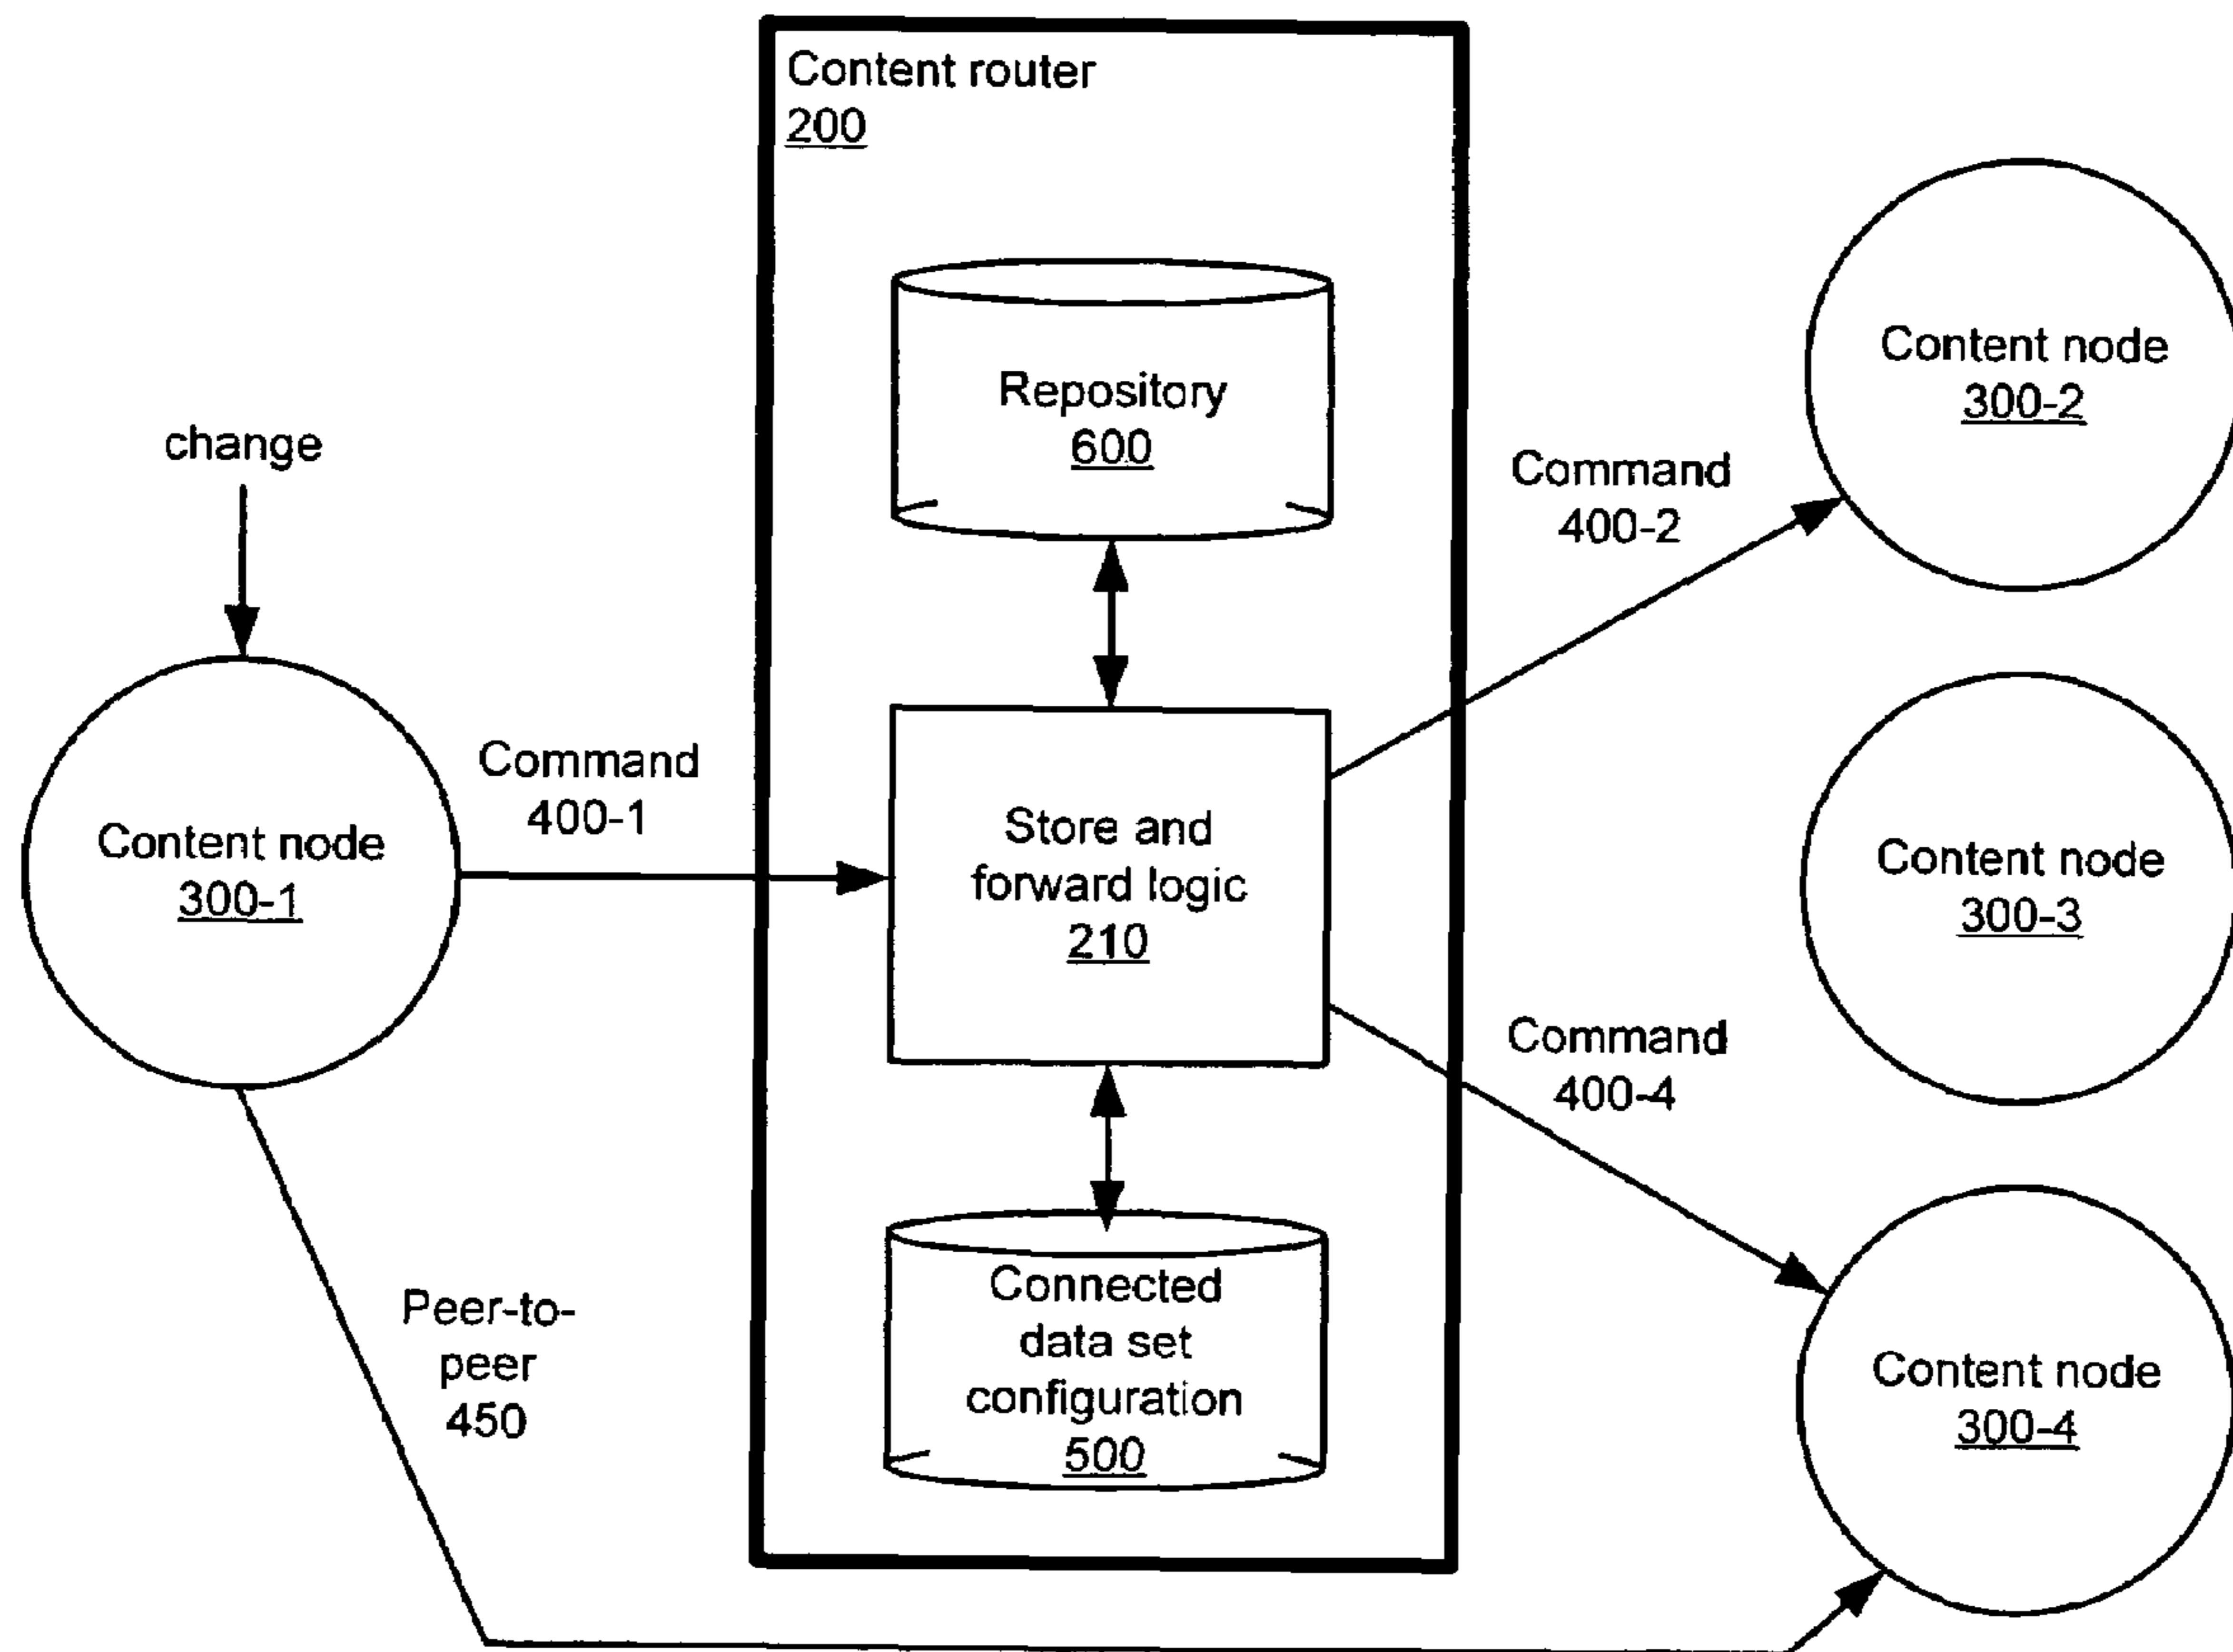 Content router
200
Repository
600
change
Content node
300-2
Command
400-2
Command
400-1
Content node
300-1
Store and
forward logic
210
Content node
300-3
Command
400-4
Peer-to-
peer
450
Connected
data set
configuration
500
Content node
300-4